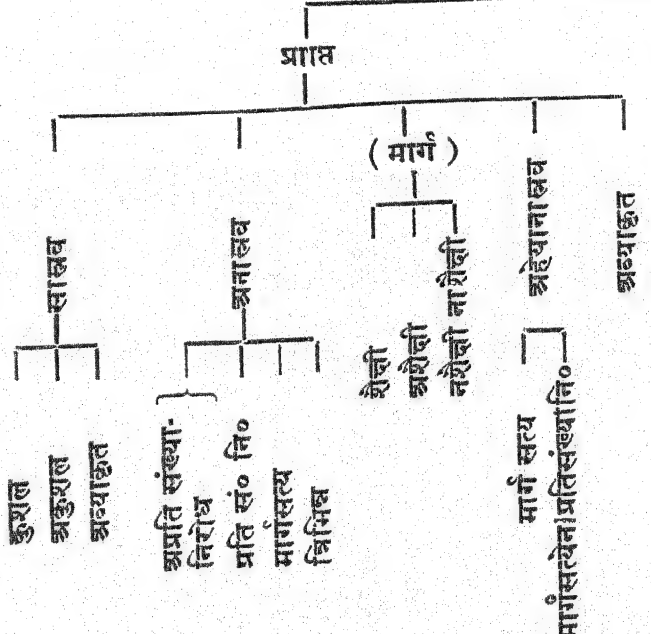 प्राप्ति
सास्रव
अनास्रव
( मार्ग )
अहेयानास्रव
अव्याकृत
कुशल
अकुशल
अव्याकृत
अप्रति संख्या-
निरोध
प्रति सं० नि०
मार्गसत्य
त्रिभिन्न
शैक्षी
अशैक्षी
नशैक्षी नाशैक्षी
मार्ग सत्य
मार्गसत्येन/प्रतिसंख्यानि०